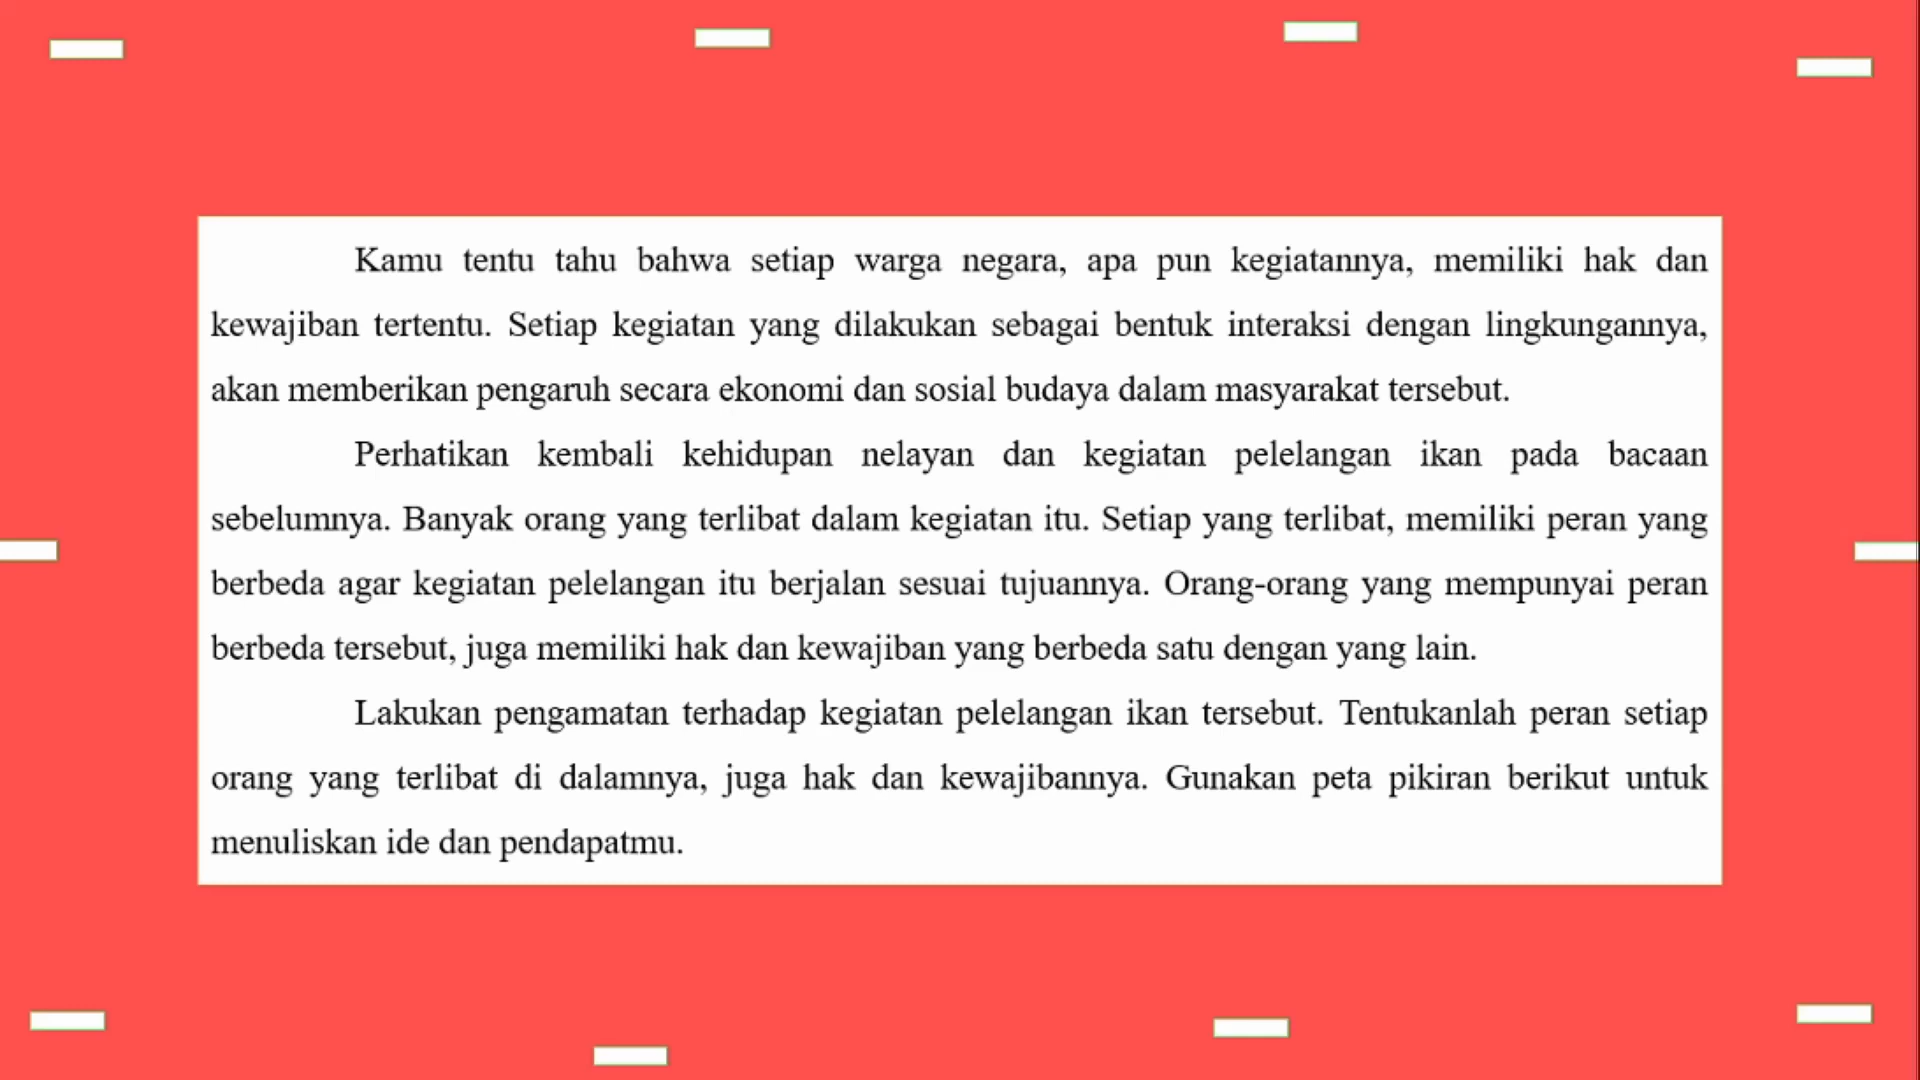 Kamu tentu tahu bahwa setiap warga negara, apa pun kegiatannya, memiliki hak dan
kewajiban tertentu. Setiap kegiatan yang dilakukan sebagai bentuk interaksi dengan lingkungannya,
akan memberikan pengaruh secara ekonomi dan sosial budaya dalam masyarakat tersebut.
Perhatikan kembali kehidupan nelayan dan kegiatan pelelangan ikan pada bacaan
sebelumnya. Banyak orang yang terlibat dalam kegiatan itu. Setiap yang terlibat, memiliki peran yang
berbeda agar kegiatan pelelangan itu berjalan sesuai tujuannya. Orang-orang yang mempunyai peran
berbeda tersebut, juga memiliki hak dan kewajiban yang berbeda satu dengan yang lain.
Lakukan pengamatan terhadap kegiatan pelelangan ikan tersebut. Tentukanlah peran setiap
orang yang terlibat di dalamnya, juga hak dan kewajibannya. Gunakan peta pikiran berikut untuk
menuliskan ide dan pendapatmu.